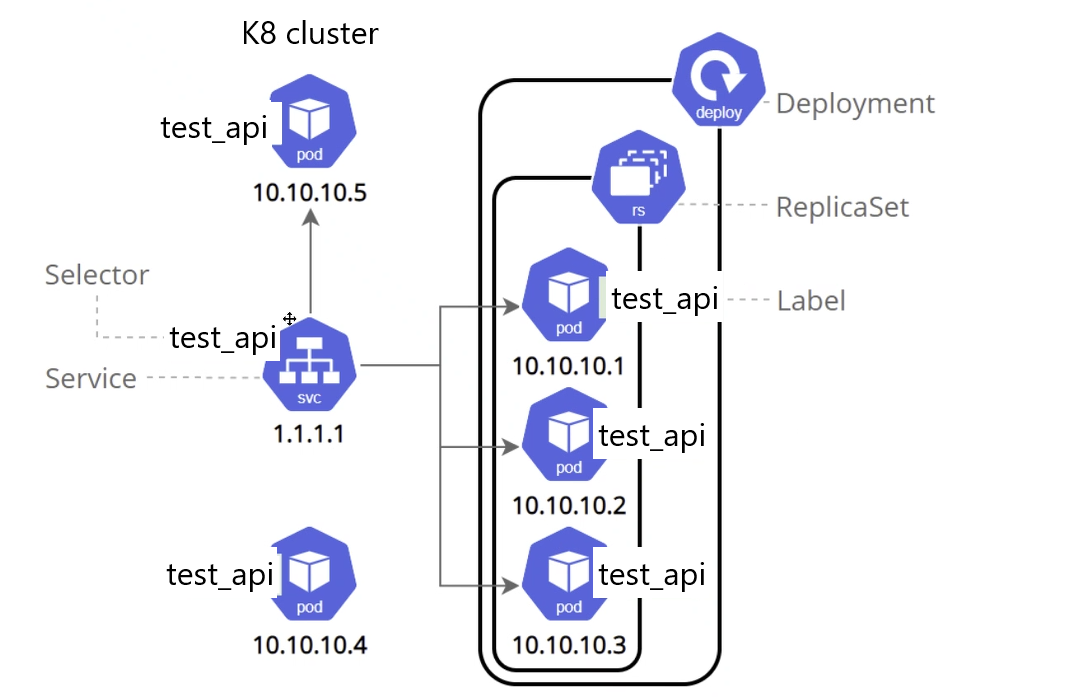 K8 cluster
test_api
pod
10.10.10.5
deploy
Deployment
rs
ReplicaSet
Selector
test_api
Service
svc
1.1.1.1
pod
test_api
Label
10.10.10.1
pod
test_api
10.10.10.2
test_api
pod
10.10.10.4
pod
test_api
10.10.10.3